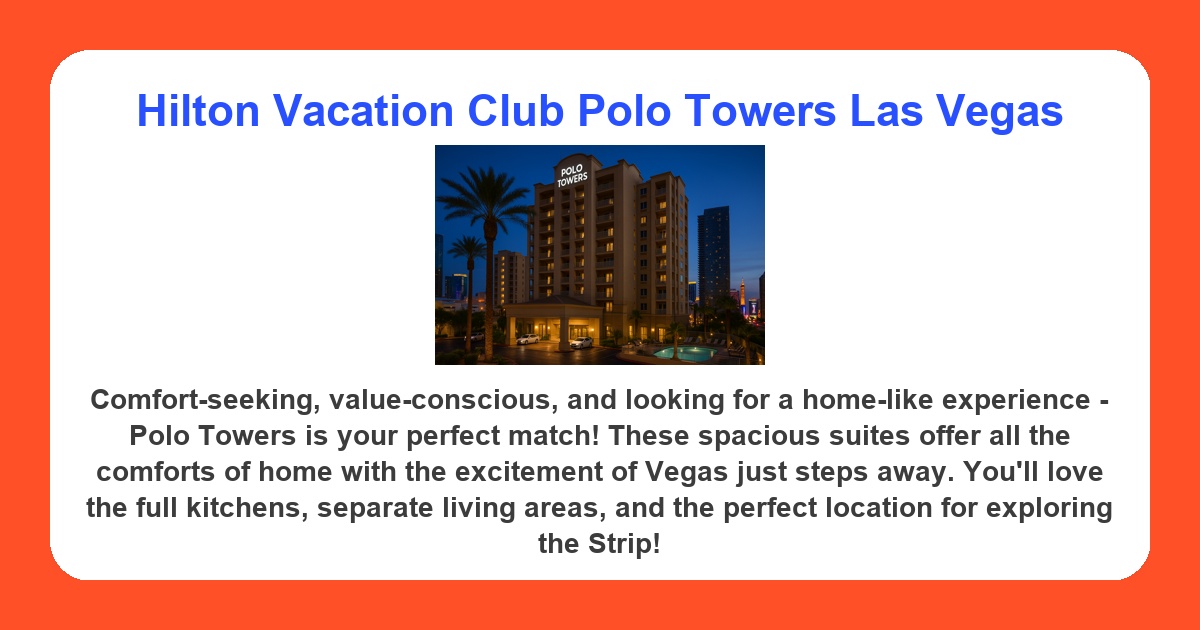 Hilton Vacation Club Polo Towers Las Vegas
POLO
TOWERS
Comfort-seeking, value-conscious, and looking for a home-like experience -
Polo Towers is your perfect match! These spacious suites offer all the
comforts of home with the excitement of Vegas just steps away. You'll love
the full kitchens, separate living areas, and the perfect location for exploring
the Strip!